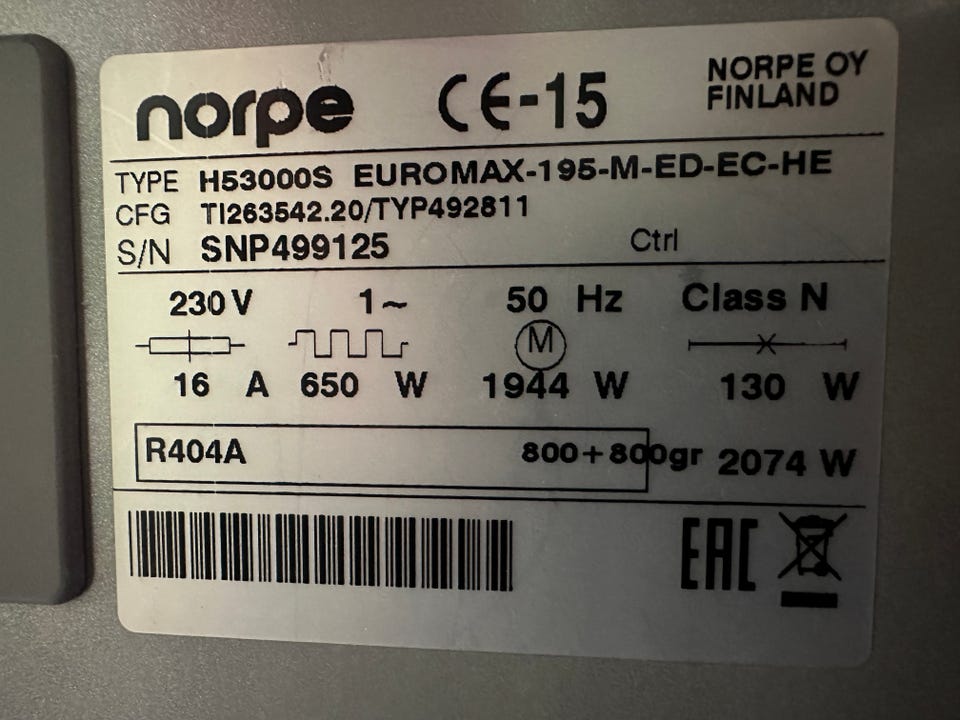 norpe CE-15 NORPE OY
FINLAND
TYPE H53000S EUROMAX-195-M-ED-EC-HE
CFG TI263542.20/TYP492811
S/N SNP499125 Ctrl
230 V 1~ 50 Hz Class N
M
16 A 650 W 1944 W 130 W
R404A 800+800gr 2074 W
EAC